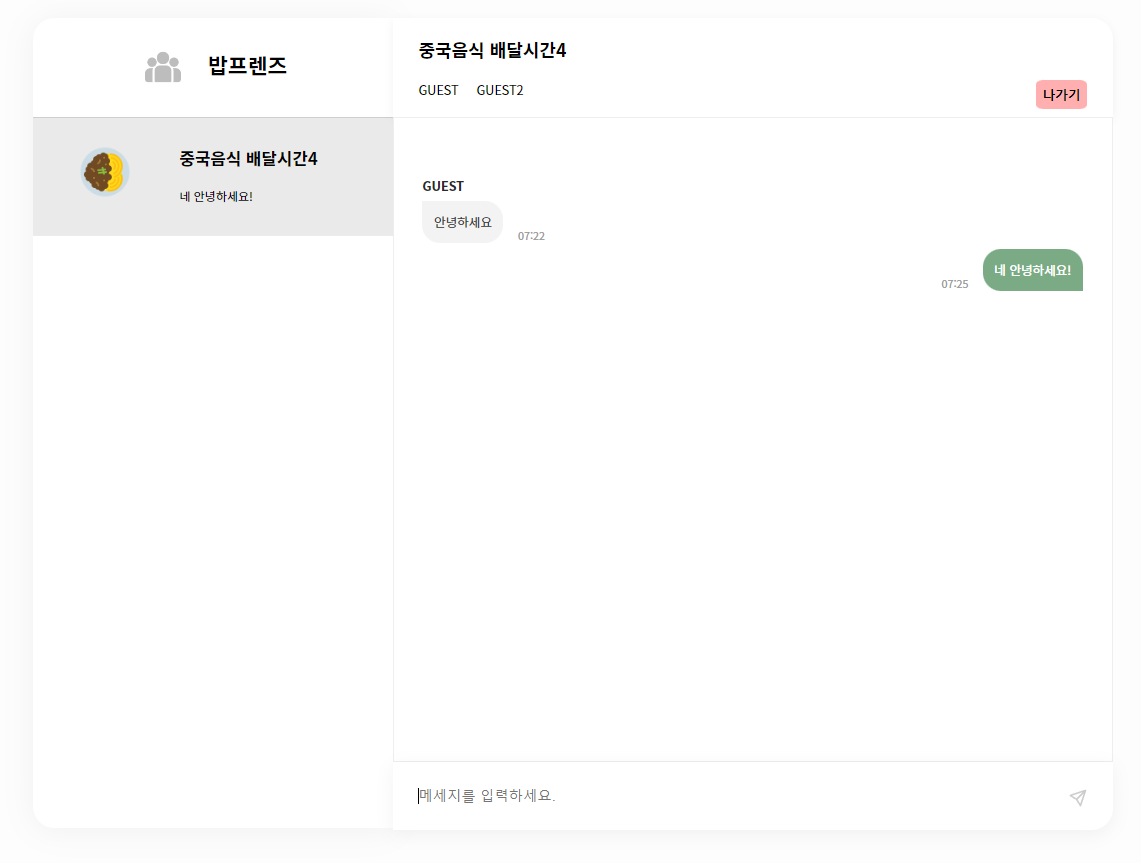 밥프렌즈
중국음식 배달시간4
네 안녕하세요!
중국음식 배달시간4
GUEST GUEST2
나가기
GUEST
안녕하세요
07:22
네 안녕하세요!
07:25
메세지를 입력하세요.